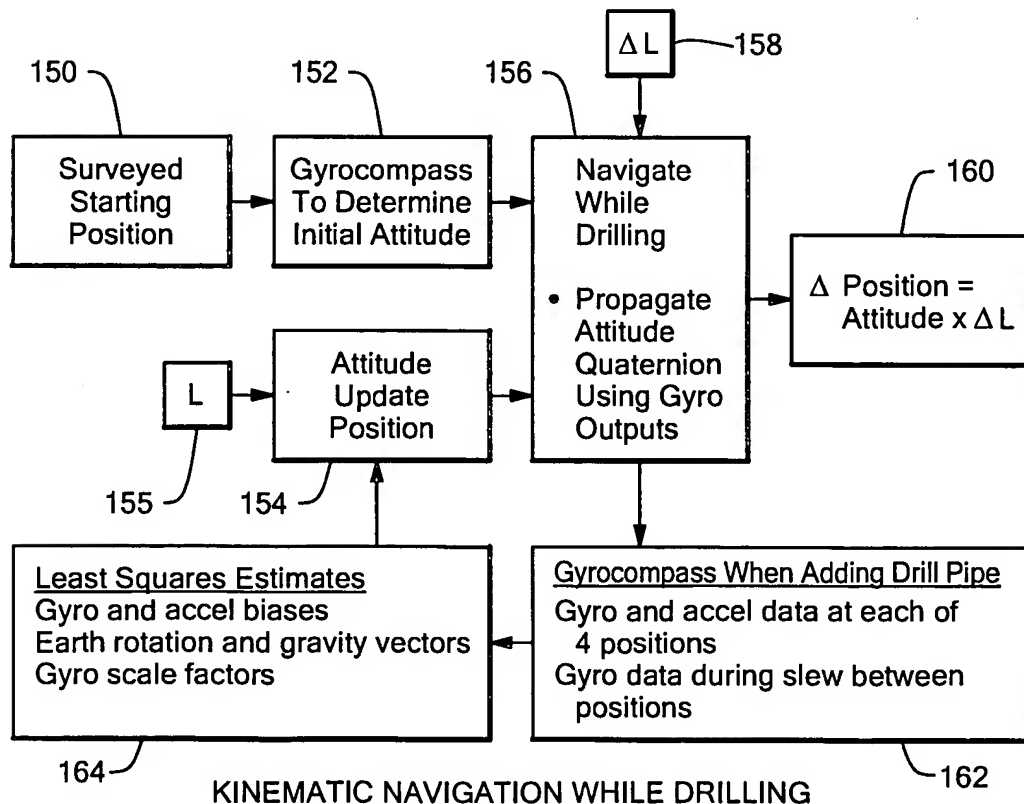 ΔL
158
150
152
156
Surveyed
Starting
Position
Gyrocompass
To Determine
Initial Attitude
Navigate
While
Drilling
• Propagate
Attitude
Quaternion
Using Gyro
Outputs
160
Δ Position =
Attitude x ΔL
L
155
Attitude
Update
Position
154
Least Squares Estimates
Gyro and accel biases
Earth rotation and gravity vectors
Gyro scale factors
164
Gyrocompass When Adding Drill Pipe
Gyro and accel data at each of
4 positions
Gyro data during slew between
positions
162
KINEMATIC NAVIGATION WHILE DRILLING